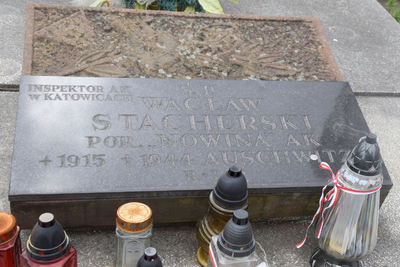 INSPEKTOR AK
W KATOWICACH
Ś. P.
WACŁAW
STACHERSKI
POR. „NOWINA" AK
+ 1915 + 1944 AUSCHWITZ